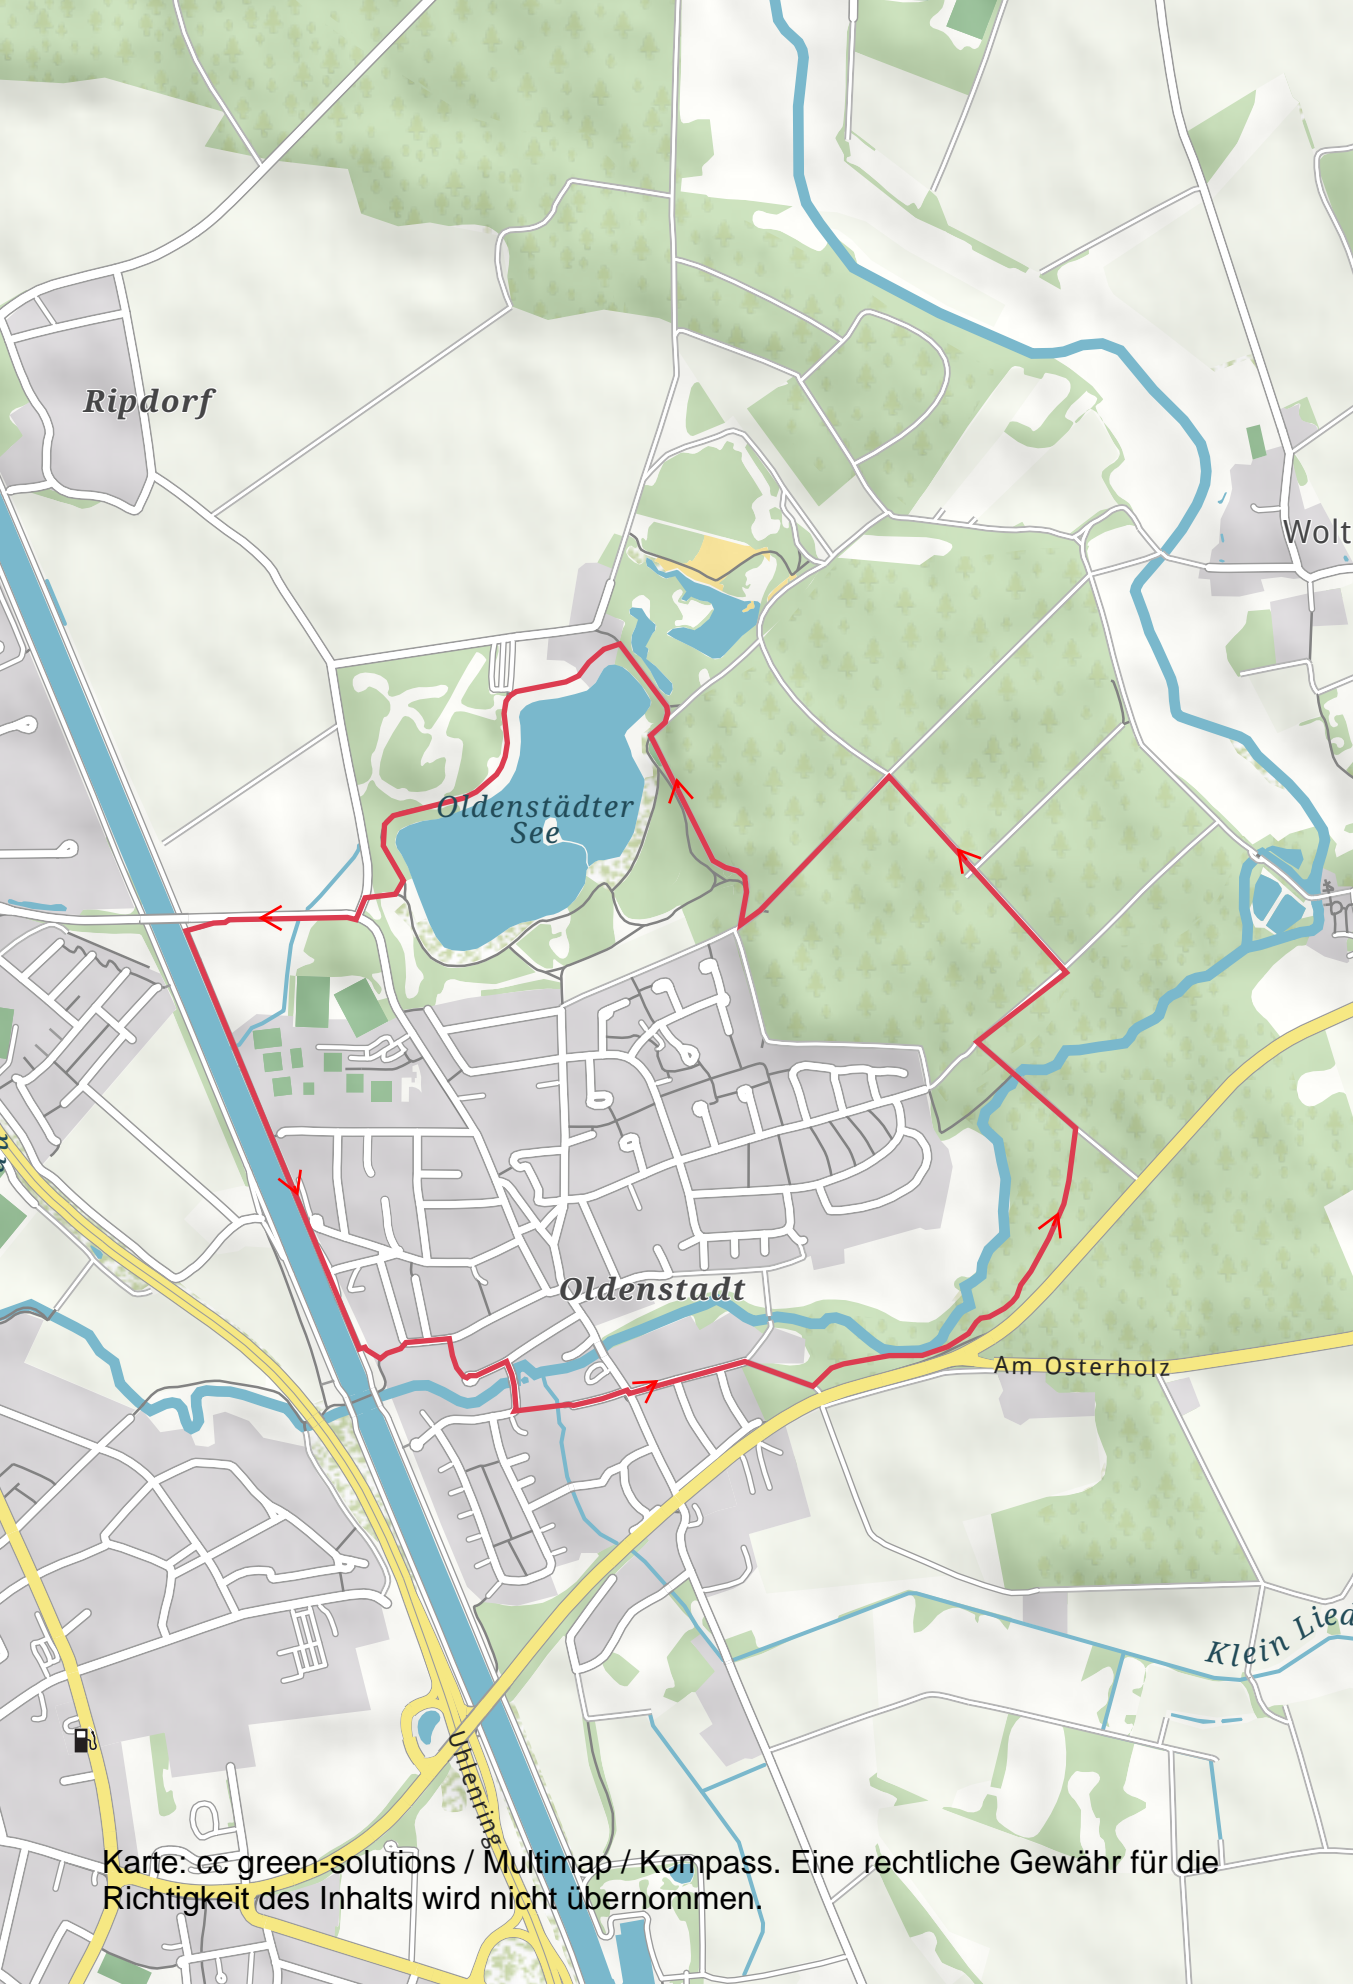 Ripdorf
Wolt
Oldenstädter
See
Oldenstadt
Am Osterholz
Klein Lied
Uhlenring
Karte: cc green-solutions / Multimap / Kompass. Eine rechtliche Gewähr für die
Richtigkeit des Inhalts wird nicht übernommen.